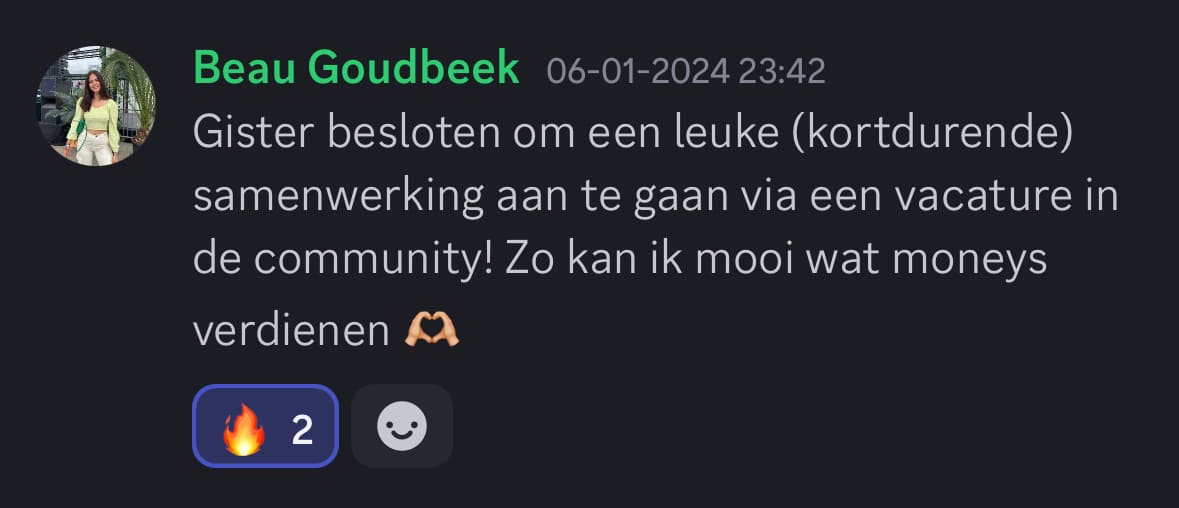 Beau Goudbeek 06-01-2024 23:42
Gister besloten om een leuke (kortdurende)
samenwerking aan te gaan via een vacature in
de community! Zo kan ik mooi wat moneys
verdienen 🫶🏼
🔥 2